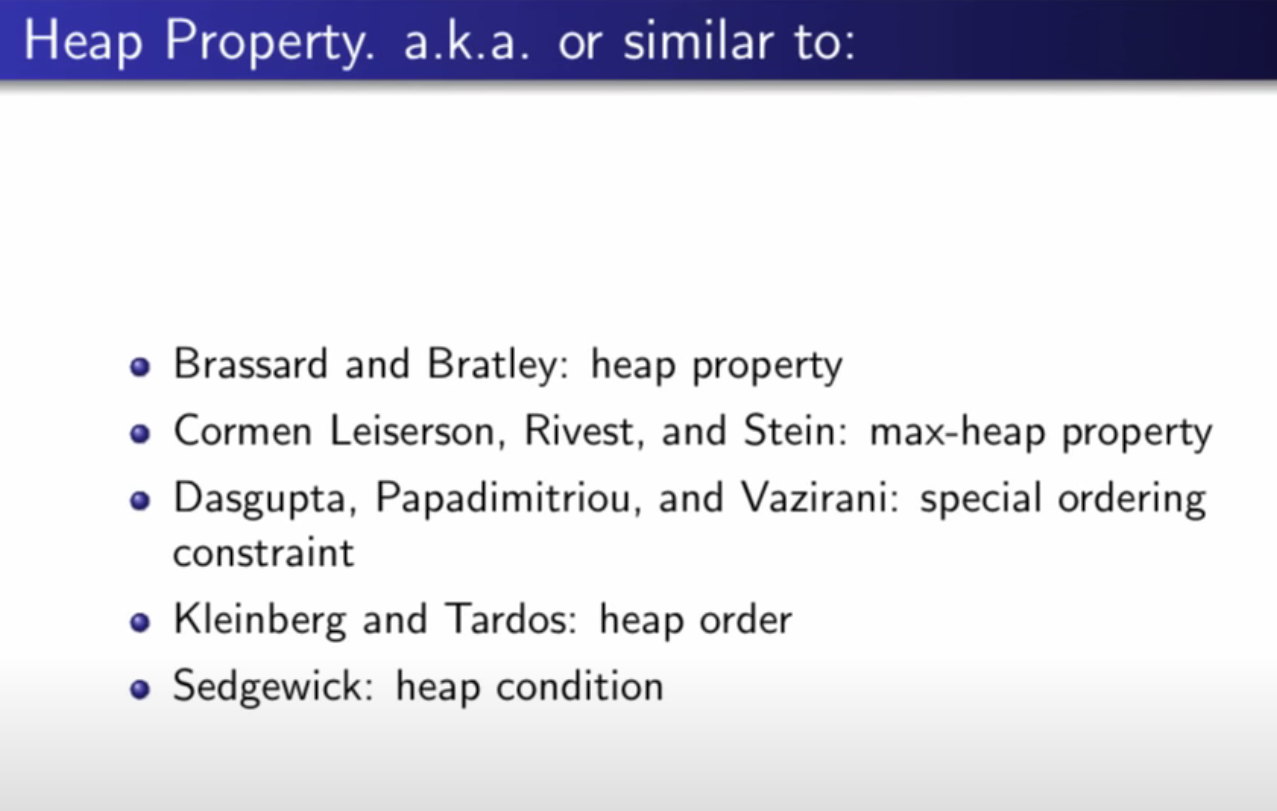 Heap Property. a.k.a. or similar to:
Brassard and Bratley: heap property
Cormen Leiserson, Rivest, and Stein: max-heap property
Dasgupta, Papadimitriou, and Vazirani: special ordering
constraint
Kleinberg and Tardos: heap order
Sedgewick: heap condition